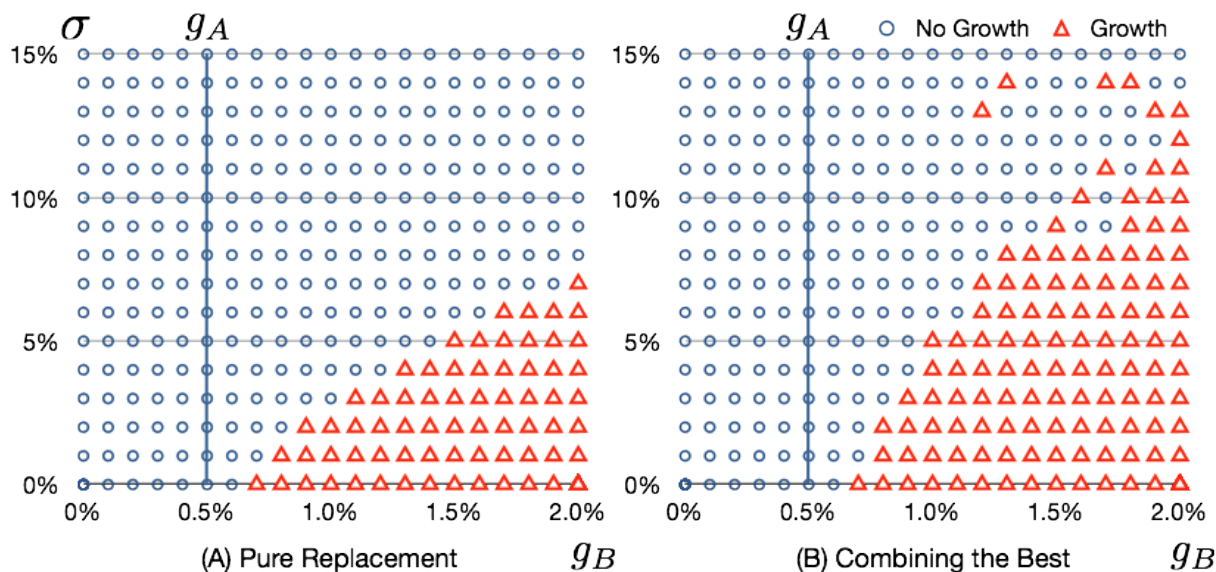 σ g_A g_A No Growth Growth
15% 15%
10% 10%
5% 5%
0% 0%
0% 0.5% 1.0% 1.5% 2.0% 0% 0.5% 1.0% 1.5% 2.0%
(A) Pure Replacement g_B (B) Combining the Best g_B